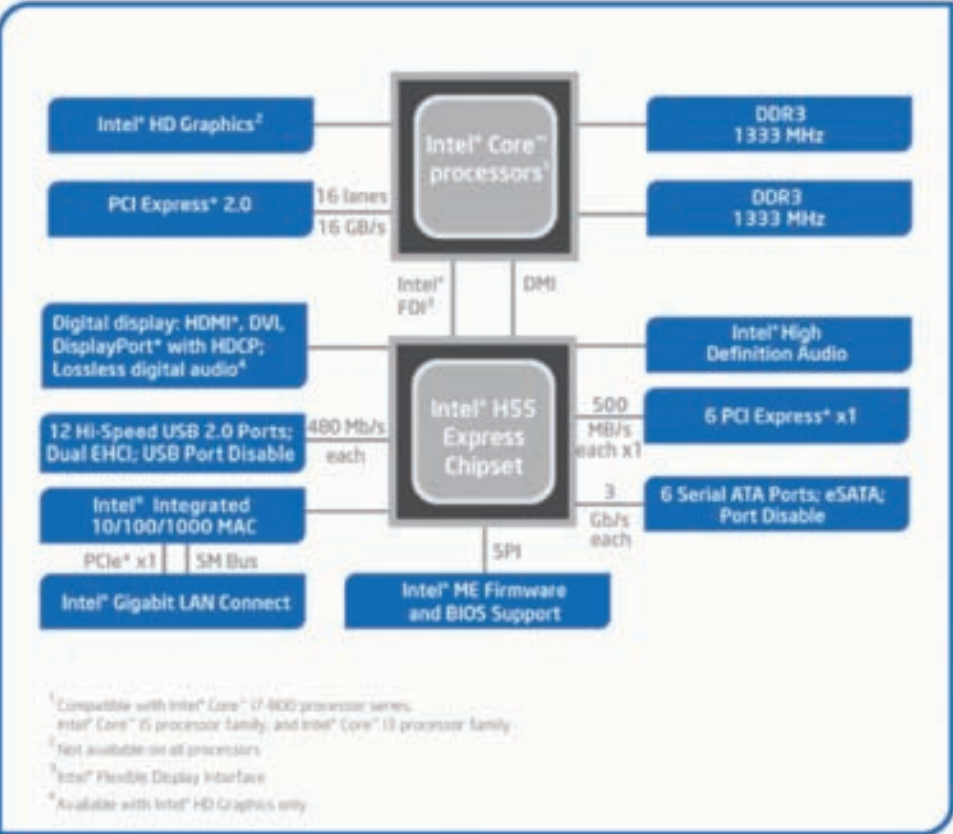 Intel® HD Graphics²
Intel® Core™
processors¹
DDR3
1333 MHz
PCI Express* 2.0
16 lanes
16 GB/s
DDR3
1333 MHz
Intel®
FDI³
DMI
Digital display: HDMI*, DVI,
DisplayPort* with HDCP;
Lossless digital audio⁴
Intel® High
Definition Audio
Intel® H55
Express
Chipset
500
MB/s
each x1
6 PCI Express* x1
12 Hi-Speed USB 2.0 Ports;
Dual EHCI; USB Port Disable
480 Mb/s
each
Intel® Integrated
10/100/1000 MAC
3
Gb/s
each
6 Serial ATA Ports; eSATA;
Port Disable
PCIe* x1
SM Bus
SPI
Intel® Gigabit LAN Connect
Intel® ME Firmware
and BIOS Support
¹Compatible with Intel® Core™ i7-800 processor series,
Intel® Core™ i5 processor family, and Intel® Core™ i3 processor family
²Not available on all processors
³Intel® Flexible Display Interface
⁴Available with Intel® HD Graphics only